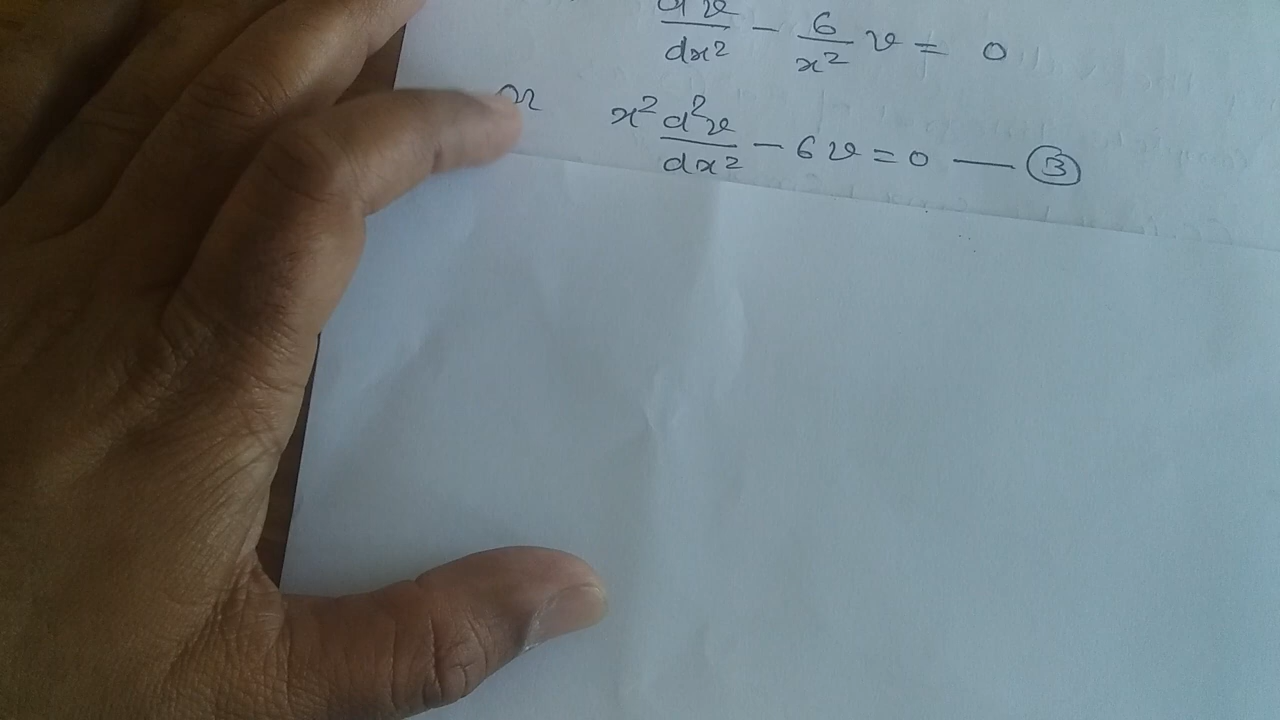 d²v/dx² - 6/x² v = 0
or x² d²v/dx² - 6v = 0 — (3)